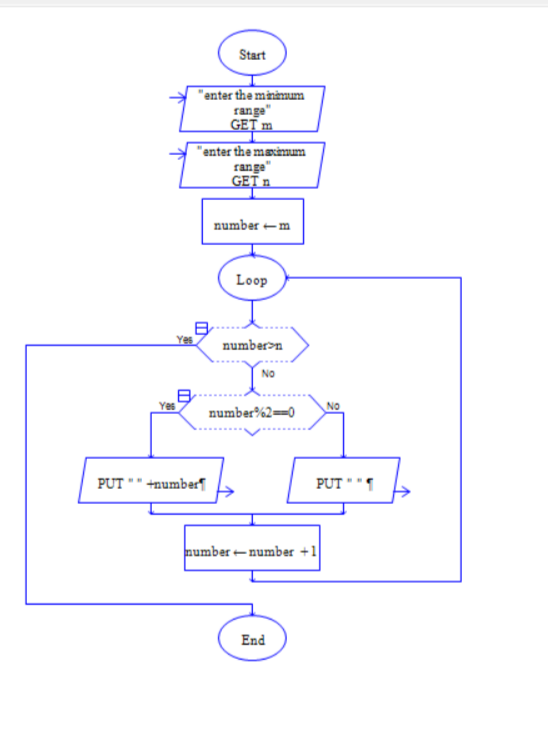 Start
"enter the minimum
range"
GET m
"enter the maximum
range"
GET n
number ← m
Loop
number>n
Yes
No
number%2==0
Yes
No
PUT " " +number¶
PUT " " ¶
number ← number +1
End